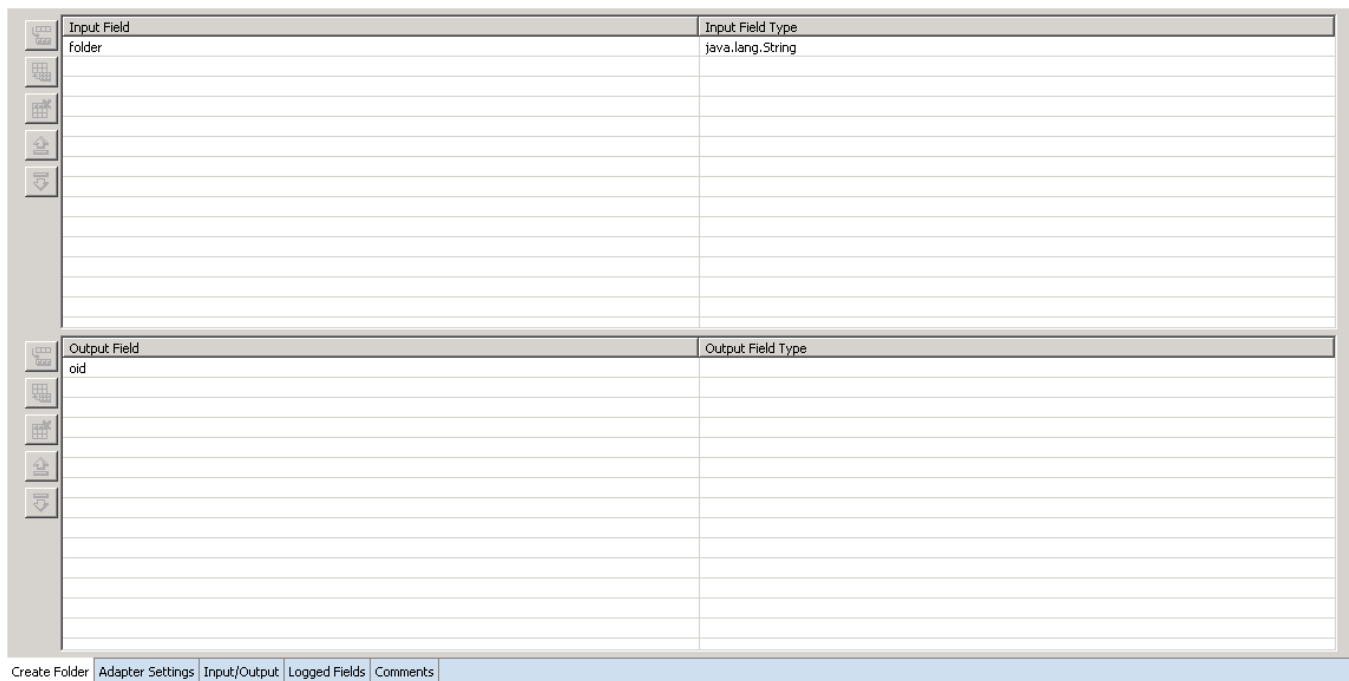 Input Field Input Field Type
folder java.lang.String
Output Field Output Field Type
oid
Create Folder Adapter Settings Input/Output Logged Fields Comments